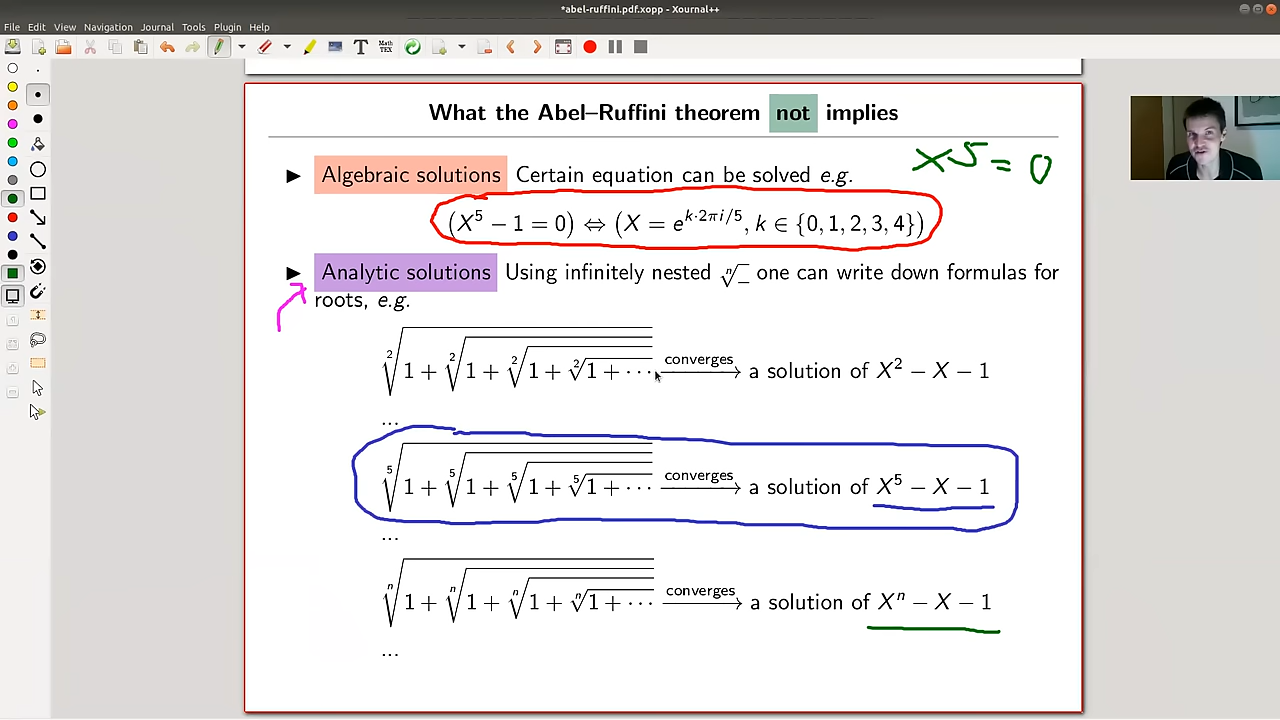 *abel-ruffini.pdf.xopp - Xournal++
File Edit View Navigation Journal Tools Plugin Help
T Math TEX
What the Abel–Ruffini theorem not implies
X^5 = 0
▶ Algebraic solutions Certain equation can be solved e.g.
(X^5 − 1 = 0) ⇔ (X = e^{k·2πi/5}, k ∈ {0, 1, 2, 3, 4})
▶ Analytic solutions Using infinitely nested ⁿ√_ one can write down formulas for
roots, e.g.
²√(1 + ²√(1 + ²√(1 + ²√(1 + ··· converges → a solution of X^2 − X − 1
...
⁵√(1 + ⁵√(1 + ⁵√(1 + ⁵√(1 + ··· converges → a solution of X^5 − X − 1
...
ⁿ√(1 + ⁿ√(1 + ⁿ√(1 + ⁿ√(1 + ··· converges → a solution of X^n − X − 1
...